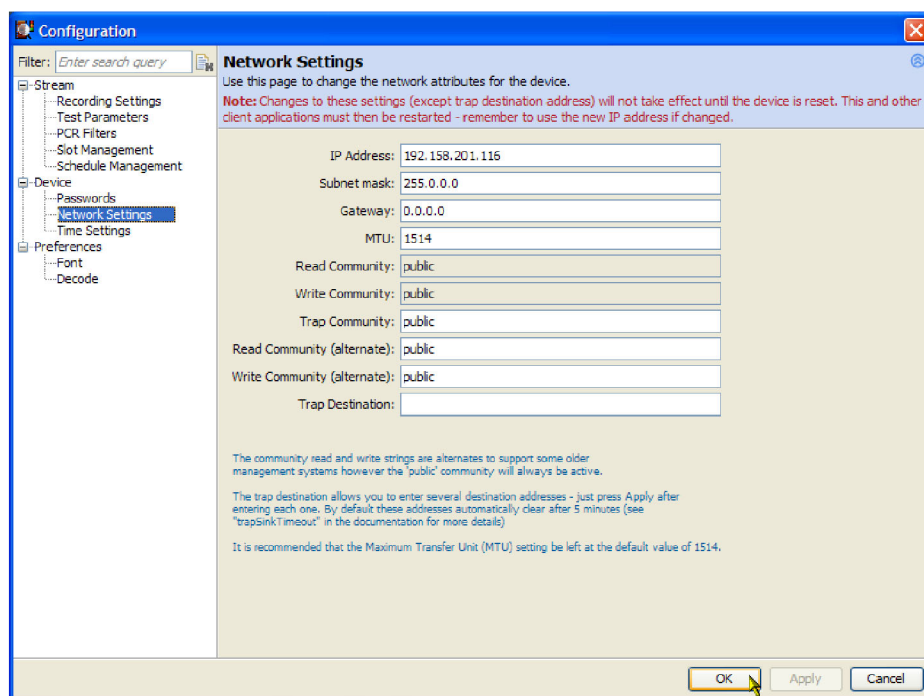 Configuration
Filter: Enter search query
Stream
Recording Settings
Test Parameters
PCR Filters
Slot Management
Schedule Management
Device
Passwords
Network Settings
Time Settings
Preferences
Font
Decode
Network Settings
Use this page to change the network attributes for the device.
Note: Changes to these settings (except trap destination address) will not take effect until the device is reset. This and other
client applications must then be restarted - remember to use the new IP address if changed.
IP Address: 192.158.201.116
Subnet mask: 255.0.0.0
Gateway: 0.0.0.0
MTU: 1514
Read Community: public
Write Community: public
Trap Community: public
Read Community (alternate): public
Write Community (alternate): public
Trap Destination:
The community read and write strings are alternates to support some older
management systems however the 'public' community will always be active.
The trap destination allows you to enter several destination addresses - just press Apply after
entering each one. By default these addresses automatically clear after 5 minutes (see
"trapSinkTimeout" in the documentation for more details)
It is recommended that the Maximum Transfer Unit (MTU) setting be left at the default value of 1514.
OK Apply Cancel